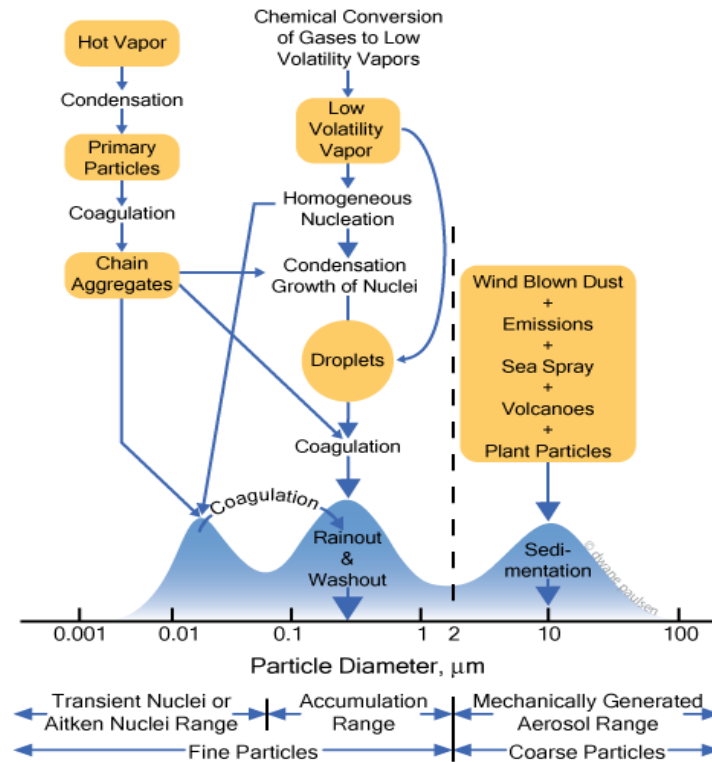 Hot Vapor
Condensation
Primary
Particles
Coagulation
Chain
Aggregates
Chemical Conversion
of Gases to Low
Volatility Vapors
Low
Volatility
Vapor
Homogeneous
Nucleation
Condensation
Growth of Nuclei
Droplets
Coagulation
Wind Blown Dust
+
Emissions
+
Sea Spray
+
Volcanoes
+
Plant Particles
Coagulation
Rainout
&
Washout
Sedi-
mentation
© dwane paulsen
0.001 0.01 0.1 1 2 10 100
Particle Diameter, μm
Transient Nuclei or
Aitken Nuclei Range
Accumulation
Range
Mechanically Generated
Aerosol Range
Fine Particles
Coarse Particles